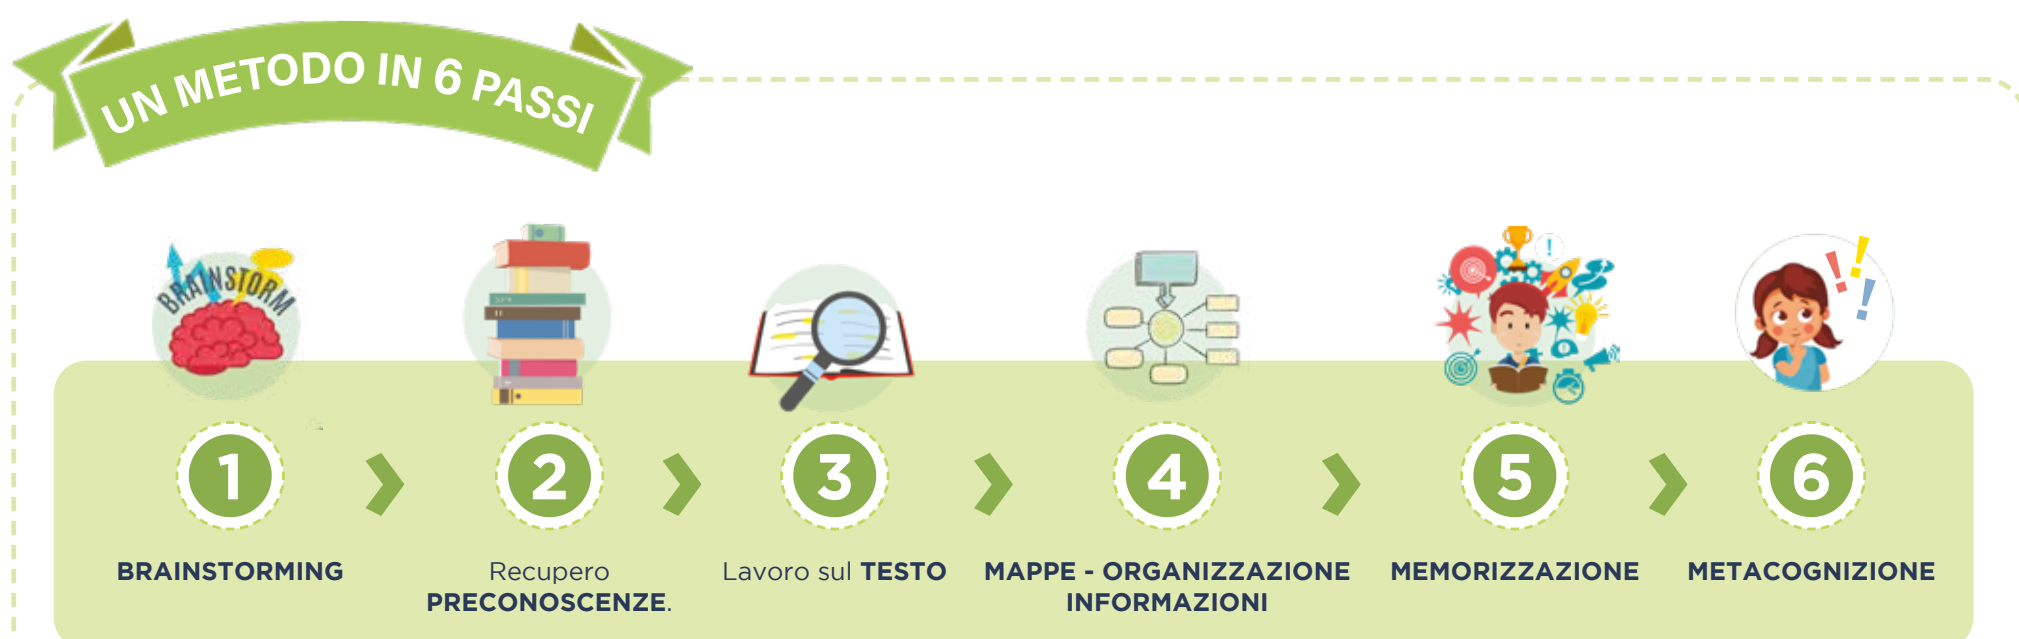 UN METODO IN 6 PASSI
BRAINSTORM
1
2
3
4
5
6
BRAINSTORMING
Recupero
PRECONOSCENZE.
Lavoro sul TESTO
MAPPE - ORGANIZZAZIONE
INFORMAZIONI
MEMORIZZAZIONE
METACOGNIZIONE